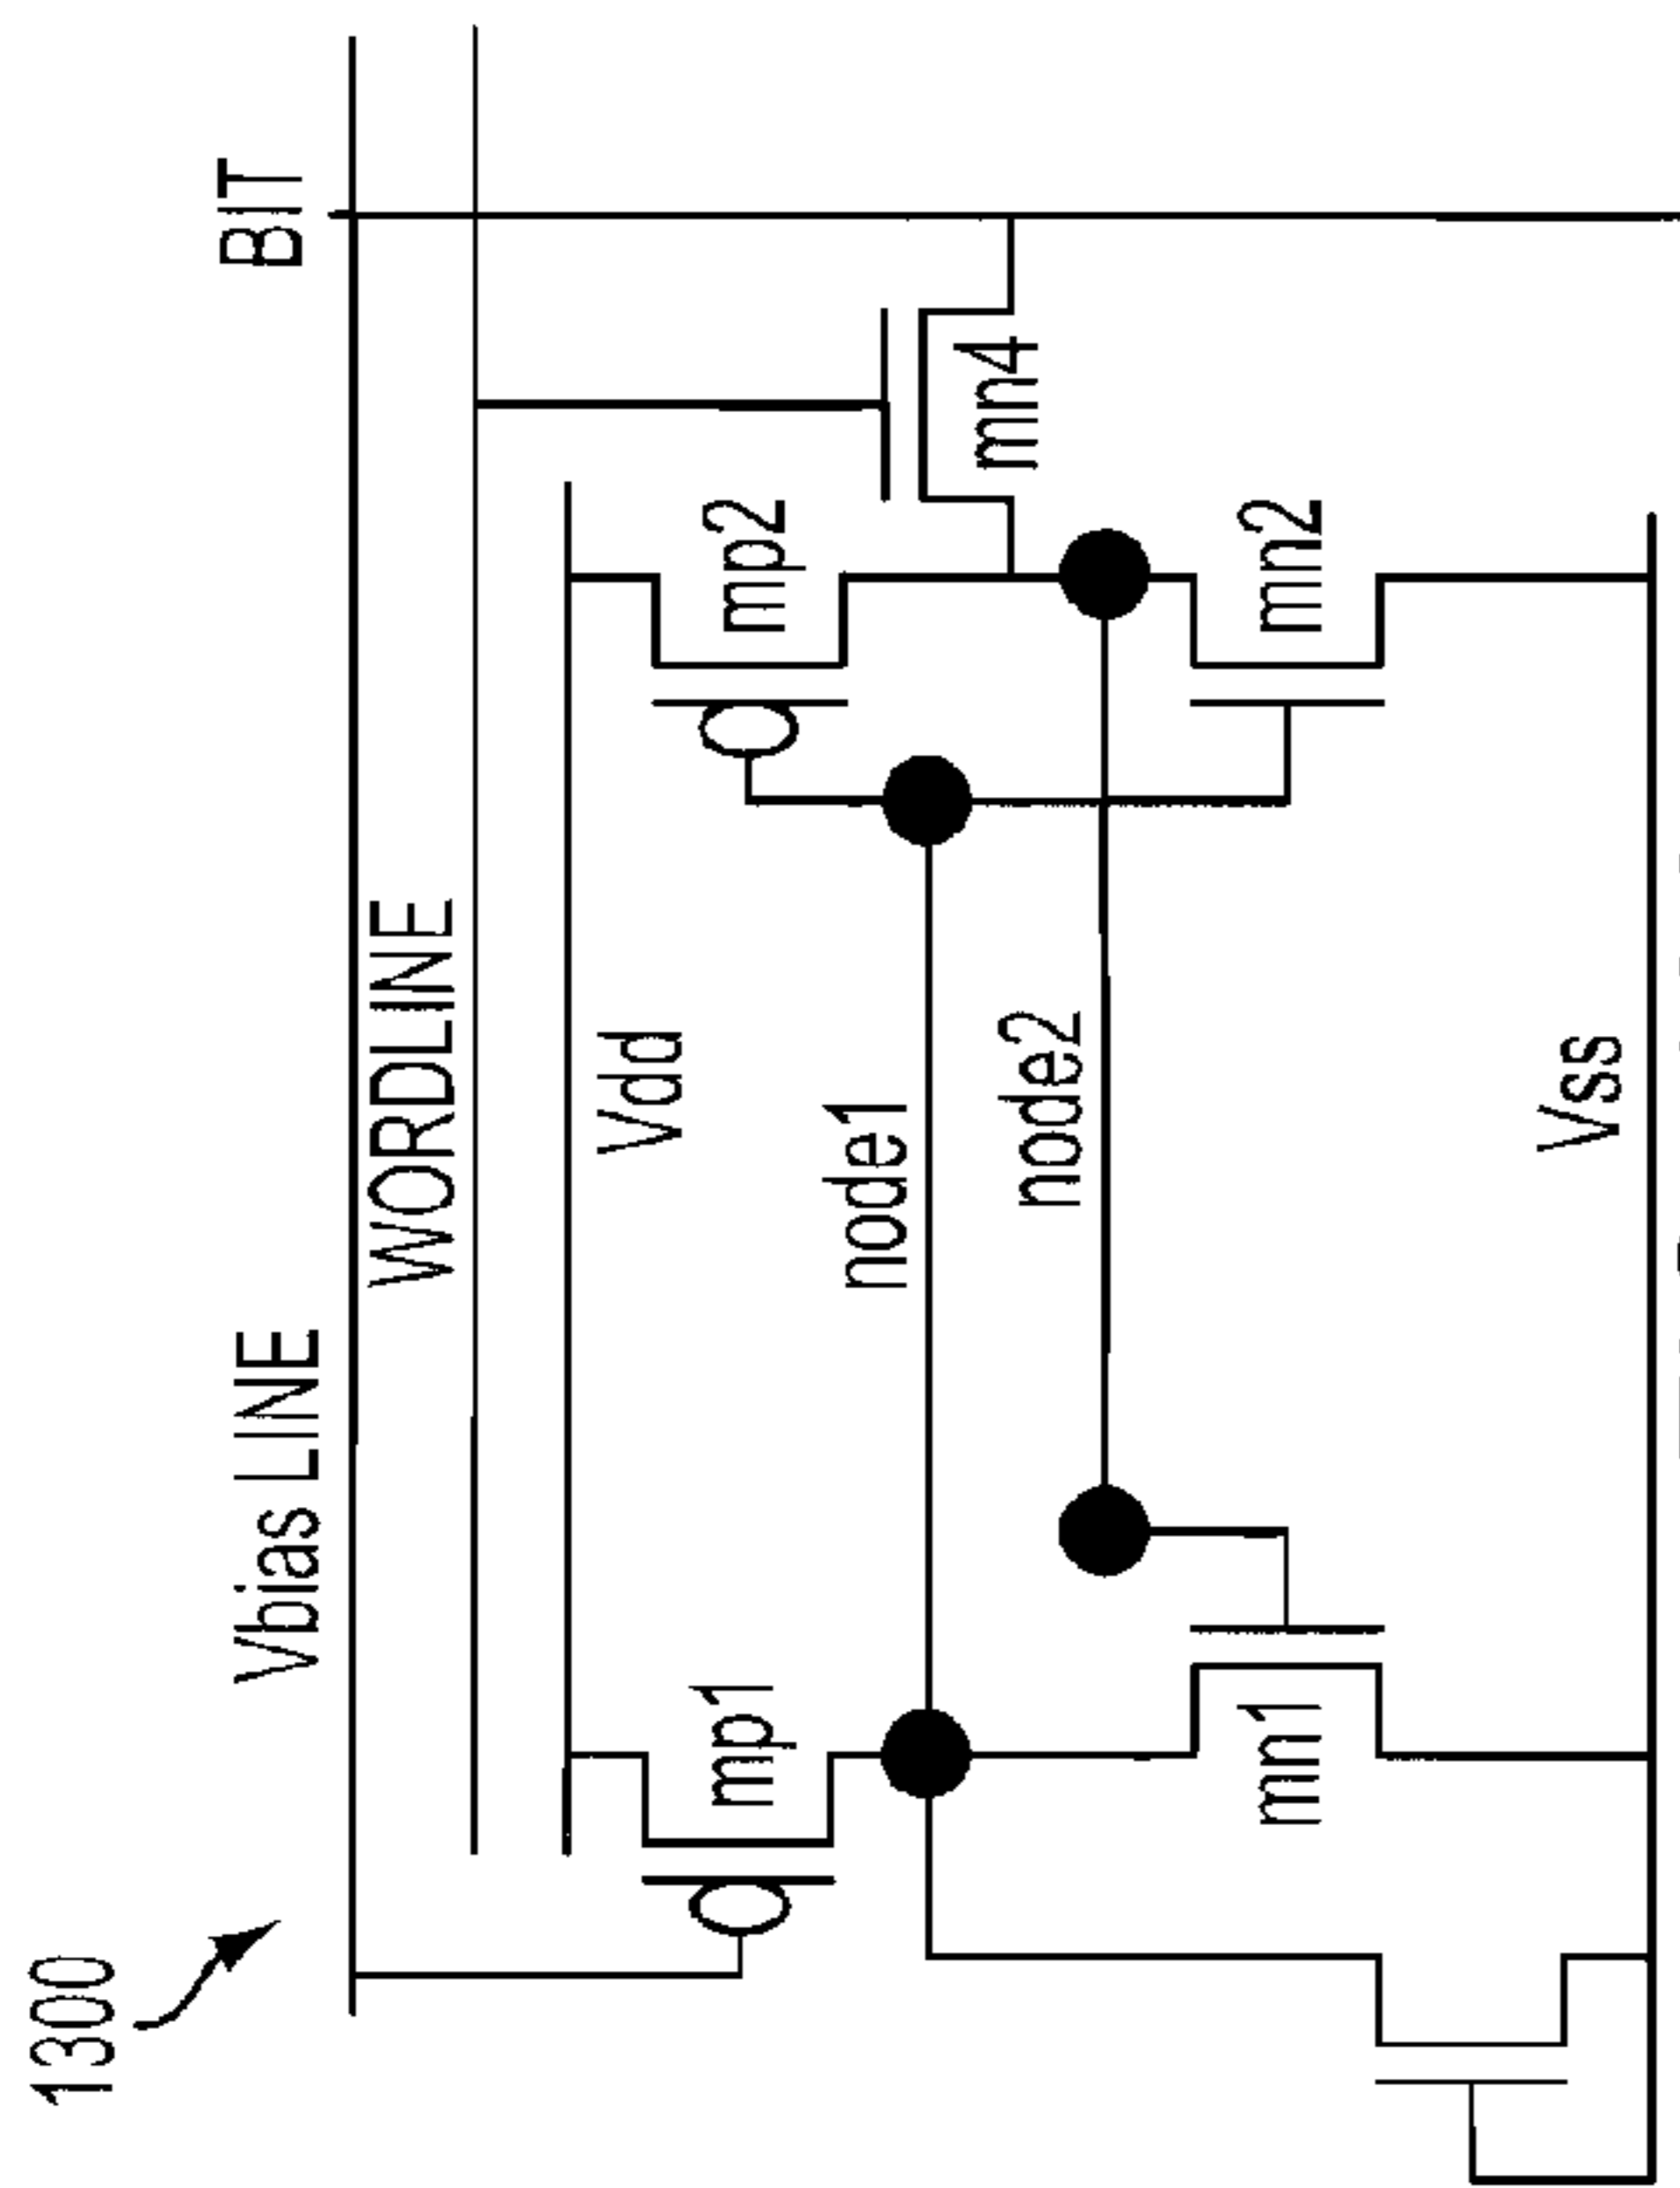 1300
Vbias LINE
BIT
WORDLINE
Vdd
mp1
mp2
node1
mn4
node2
mn1
mn2
Vss